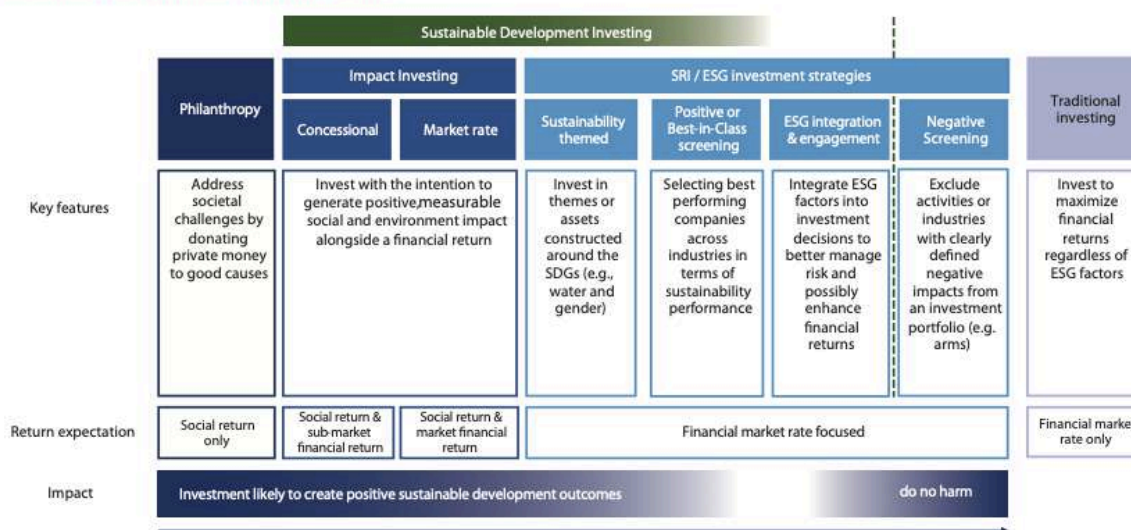 Sustainable Development Investing
Philanthropy
Impact Investing
SRI / ESG investment strategies
Traditional
investing
Concessional
Market rate
Sustainability
themed
Positive or
Best-in-Class
screening
ESG integration
& engagement
Negative
Screening
Key features
Address
societal
challenges by
donating
private money
to good causes
Invest with the intention to
generate positive,measurable
social and environment impact
alongside a financial return
Invest in
themes or
assets
constructed
around the
SDGs (e.g.,
water and
gender)
Selecting best
performing
companies
across
industries in
terms of
sustainability
performance
Integrate ESG
factors into
investment
decisions to
better manage
risk and
possibly
enhance
financial
returns
Exclude
activities or
industries
with clearly
defined
negative
impacts from
an investment
portfolio (e.g.
arms)
Invest to
maximize
financial
returns
regardless of
ESG factors
Return expectation
Social return
only
Social return &
sub-market
financial return
Social return &
market financial
return
Financial market rate focused
Financial market
rate only
Impact
Investment likely to create positive sustainable development outcomes
do no harm